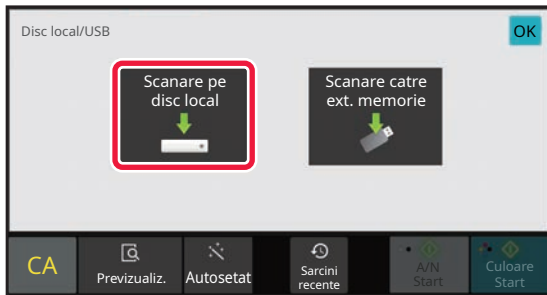 Disc local/USB
OK
Scanare pe
disc local
Scanare catre
ext. memorie
CA
Previzualiz.
Autosetat
Sarcini
recente
A/N
Start
Culoare
Start